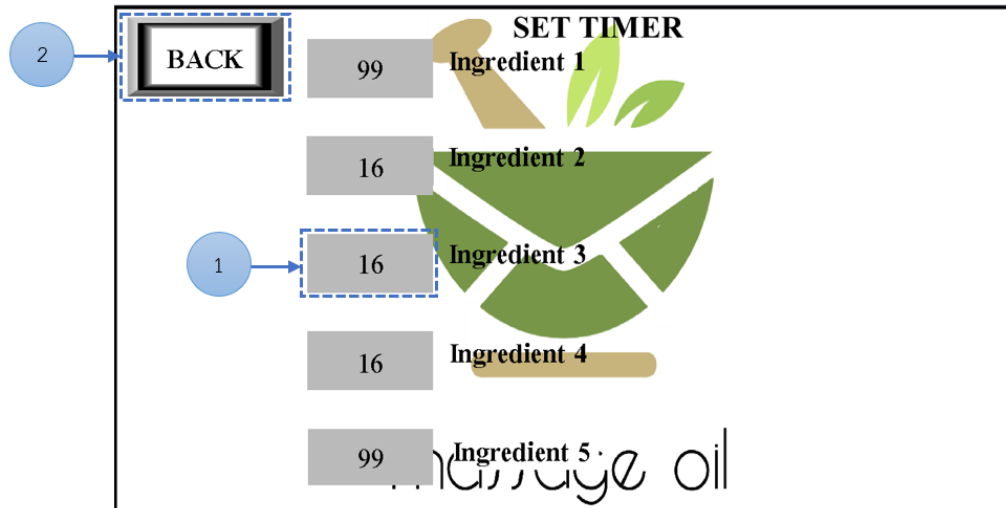 SET TIMER
2
BACK
99 Ingredient 1
16 Ingredient 2
1
16 Ingredient 3
16 Ingredient 4
99 Ingredient 5
massage oil